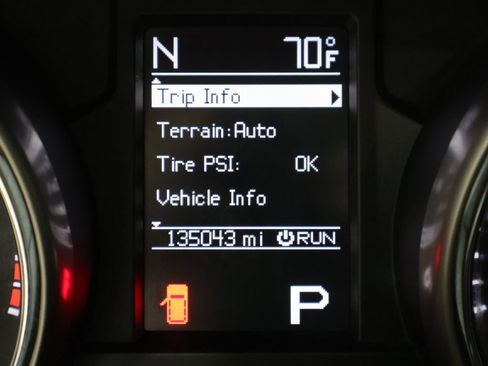 N 70°F
Trip Info
Terrain:Auto
Tire PSI: OK
Vehicle Info
135043 mi RUN
P